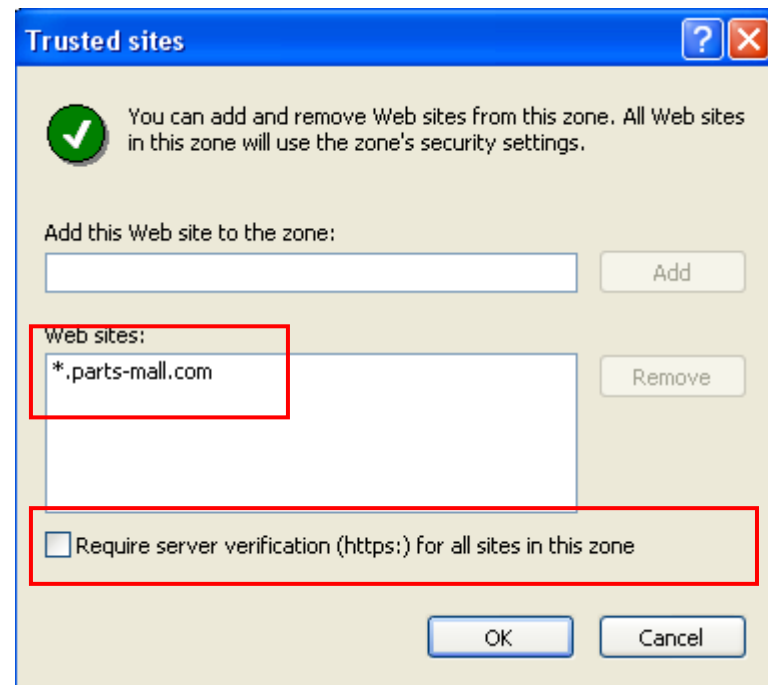 Trusted sites
You can add and remove Web sites from this zone. All Web sites
in this zone will use the zone's security settings.
Add this Web site to the zone:
Add
Web sites:
*.parts-mall.com
Remove
Require server verification (https:) for all sites in this zone
OK
Cancel